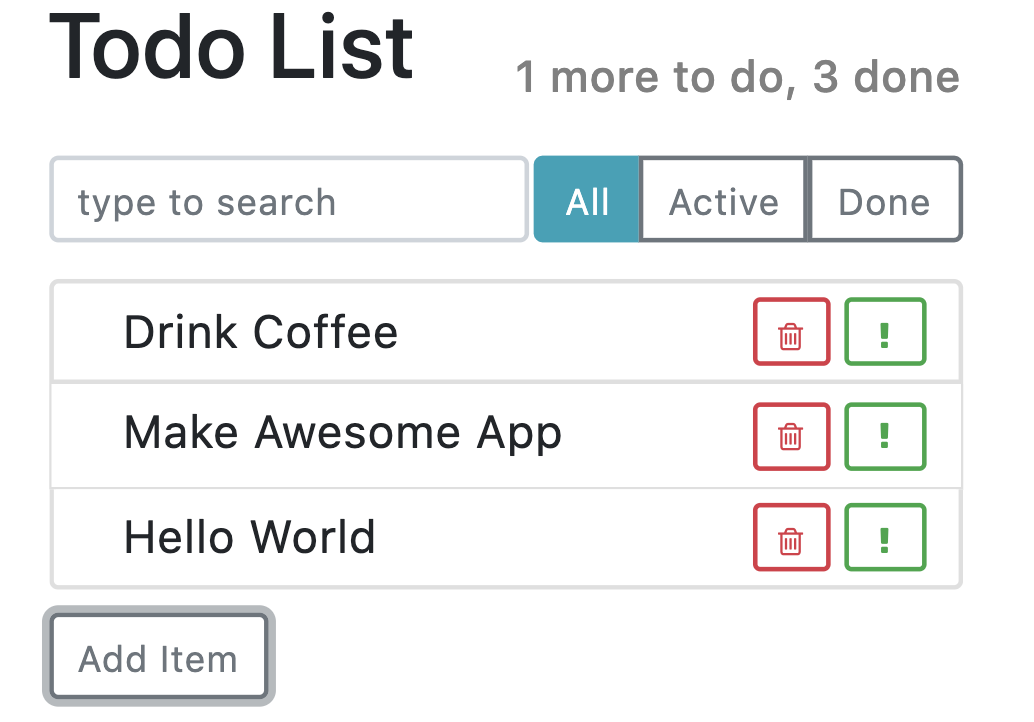 Todo List
1 more to do, 3 done
type to search
All
Active
Done
Drink Coffee
!
Make Awesome App
!
Hello World
!
Add Item